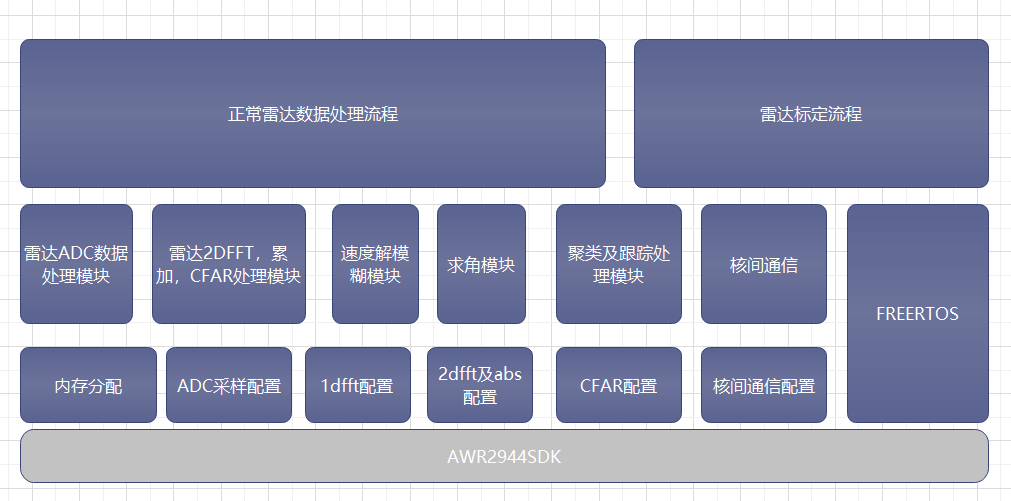 正常雷达数据处理流程
雷达标定流程
雷达ADC数据
处理模块
雷达2DFFT，累
加，CFAR处理模块
速度解模
糊模块
求角模块
聚类及跟踪处
理模块
核间通信
FREERTOS
内存分配
ADC采样配置
1dfft配置
2dfft及abs
配置
CFAR配置
核间通信配置
AWR2944SDK